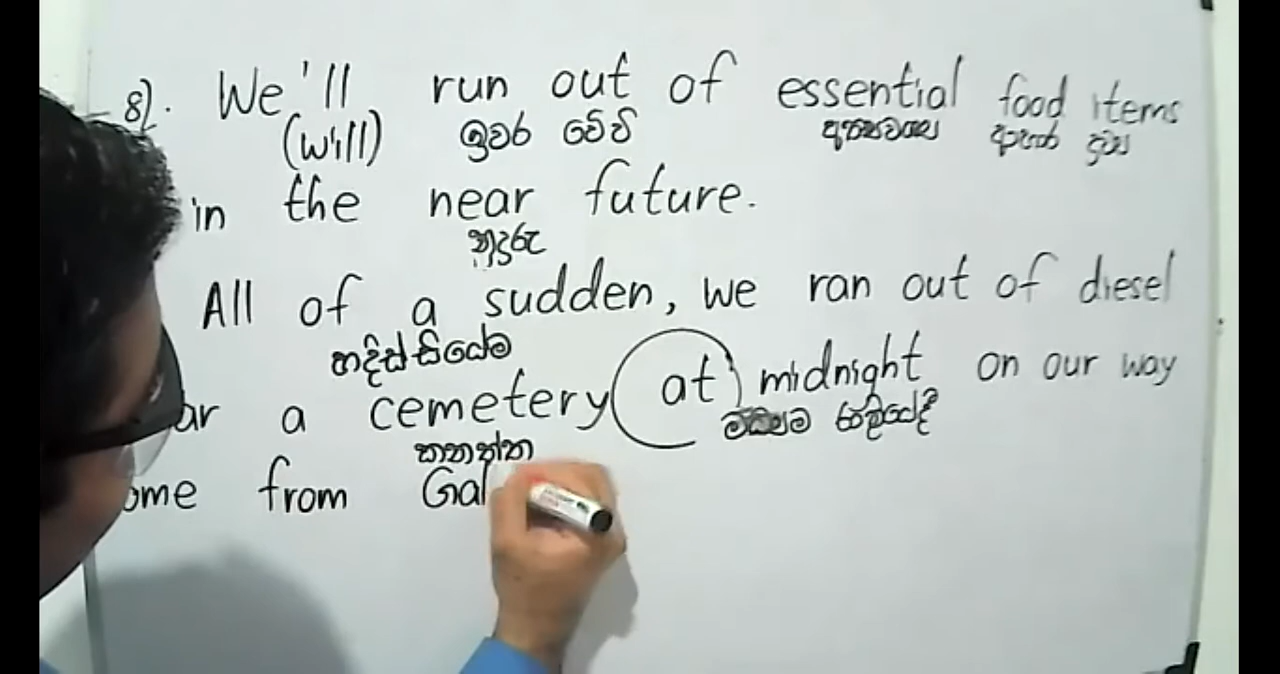 8). We'll run out of essential food items
(will) ඉවර වේවි අත්‍යවශ්‍ය ආහාර ද්‍රව්‍ය
in the near future.
නුදුරු
All of a sudden, we ran out of diesel
හදිස්සියේම
ar a cemetery (at) midnight on our way
කනත්ත මධ්‍යම රාත්‍රියේදී
ome from Gal